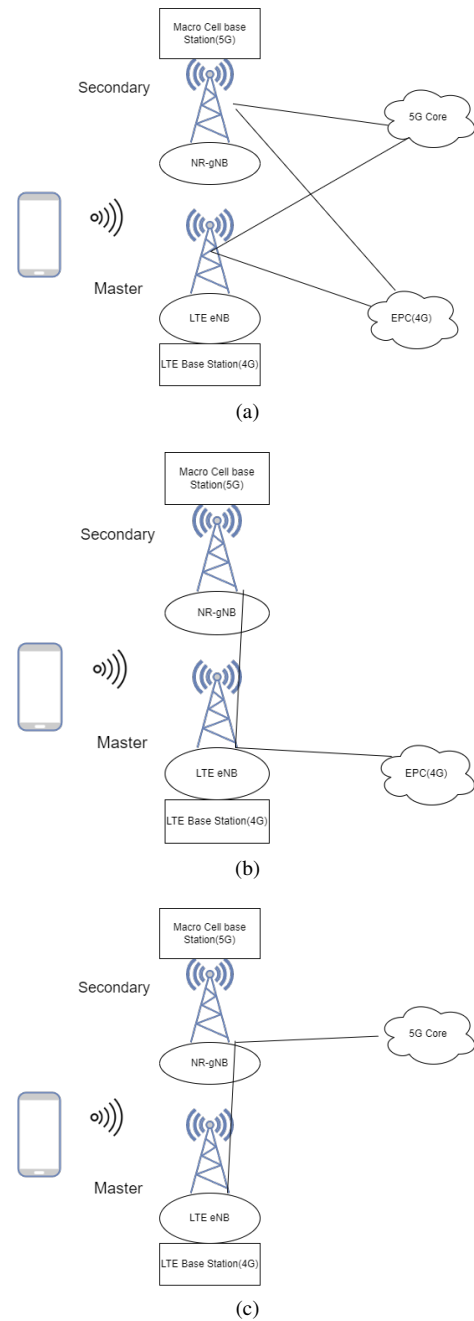 Macro Cell base
Station(5G)
Secondary
5G Core
NR-gNB
Master
LTE eNB
EPC(4G)
LTE Base Station(4G)
(a)
Macro Cell base
Station(5G)
Secondary
NR-gNB
Master
LTE eNB
EPC(4G)
LTE Base Station(4G)
(b)
Macro Cell base
Station(5G)
Secondary
5G Core
NR-gNB
Master
LTE eNB
LTE Base Station(4G)
(c)